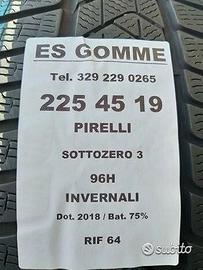 ES GOMME
Tel. 329 229 0265
225 45 19
PIRELLI
SOTTOZERO 3
96H
INVERNALI
Dot. 2018 / Bat. 75%
RIF 64
subito